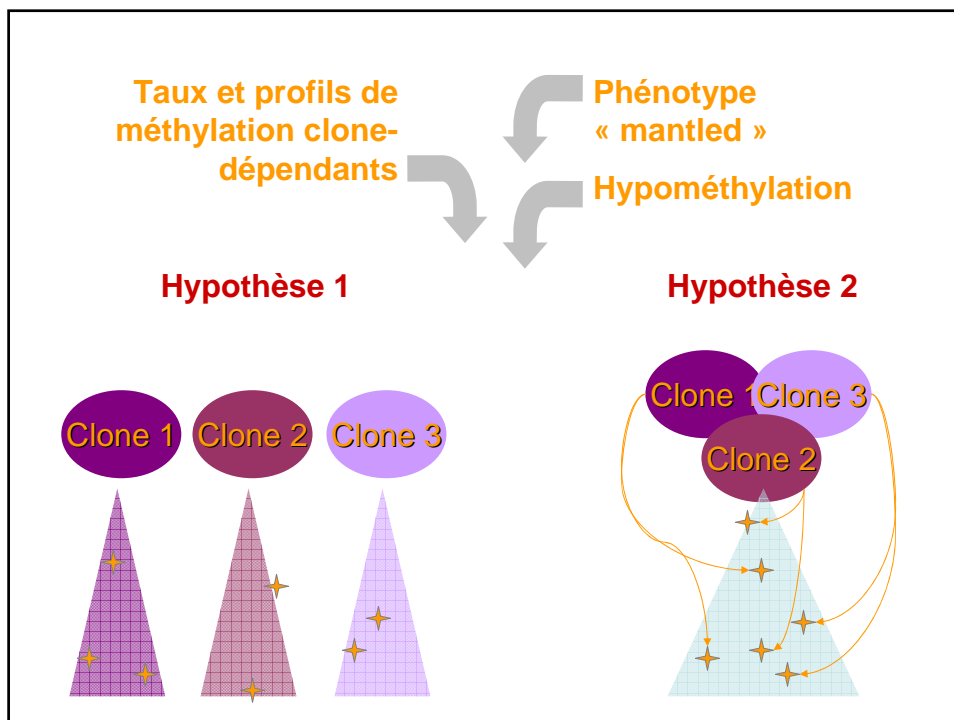 Taux et profils de
méthylation clone-
dépendants
Phénotype
« mantled »
Hypométhylation
Hypothèse 1
Hypothèse 2
Clone 1
Clone 2
Clone 3
Clone 1
Clone 3
Clone 2